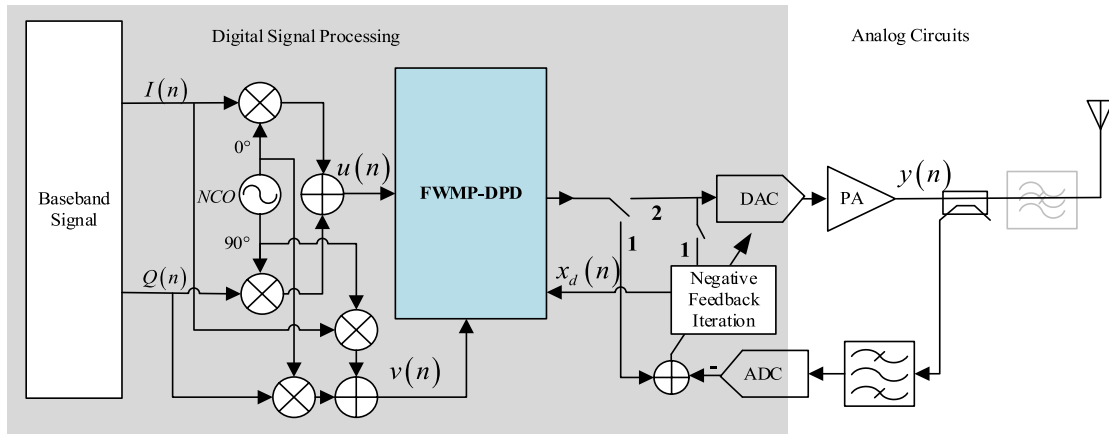 Digital Signal Processing
Analog Circuits
Baseband
Signal
I(n)
0°
NCO
90°
Q(n)
u(n)
v(n)
FWMP-DPD
2
1
1
x_d(n)
DAC
PA
y(n)
Negative
Feedback
Iteration
-
ADC